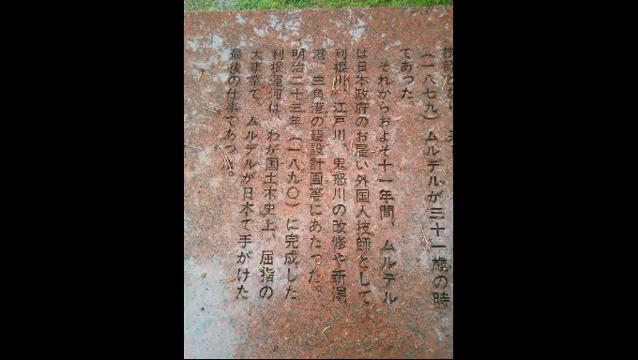 (一八七九) ムルデルが三十一歳の時
であった。
それからおよそ十一年間、ムルデル
は日本政府のお雇い外国人技師として
利根川、江戸川、鬼怒川の改修や新潟
港、三角港の建設計画等にあたった。
明治二十三年(一八九〇)に完成した
利根運河は、わが国土木史上、屈指の
大事業で、ムルデルが日本で手がけた
最後の仕事であった。